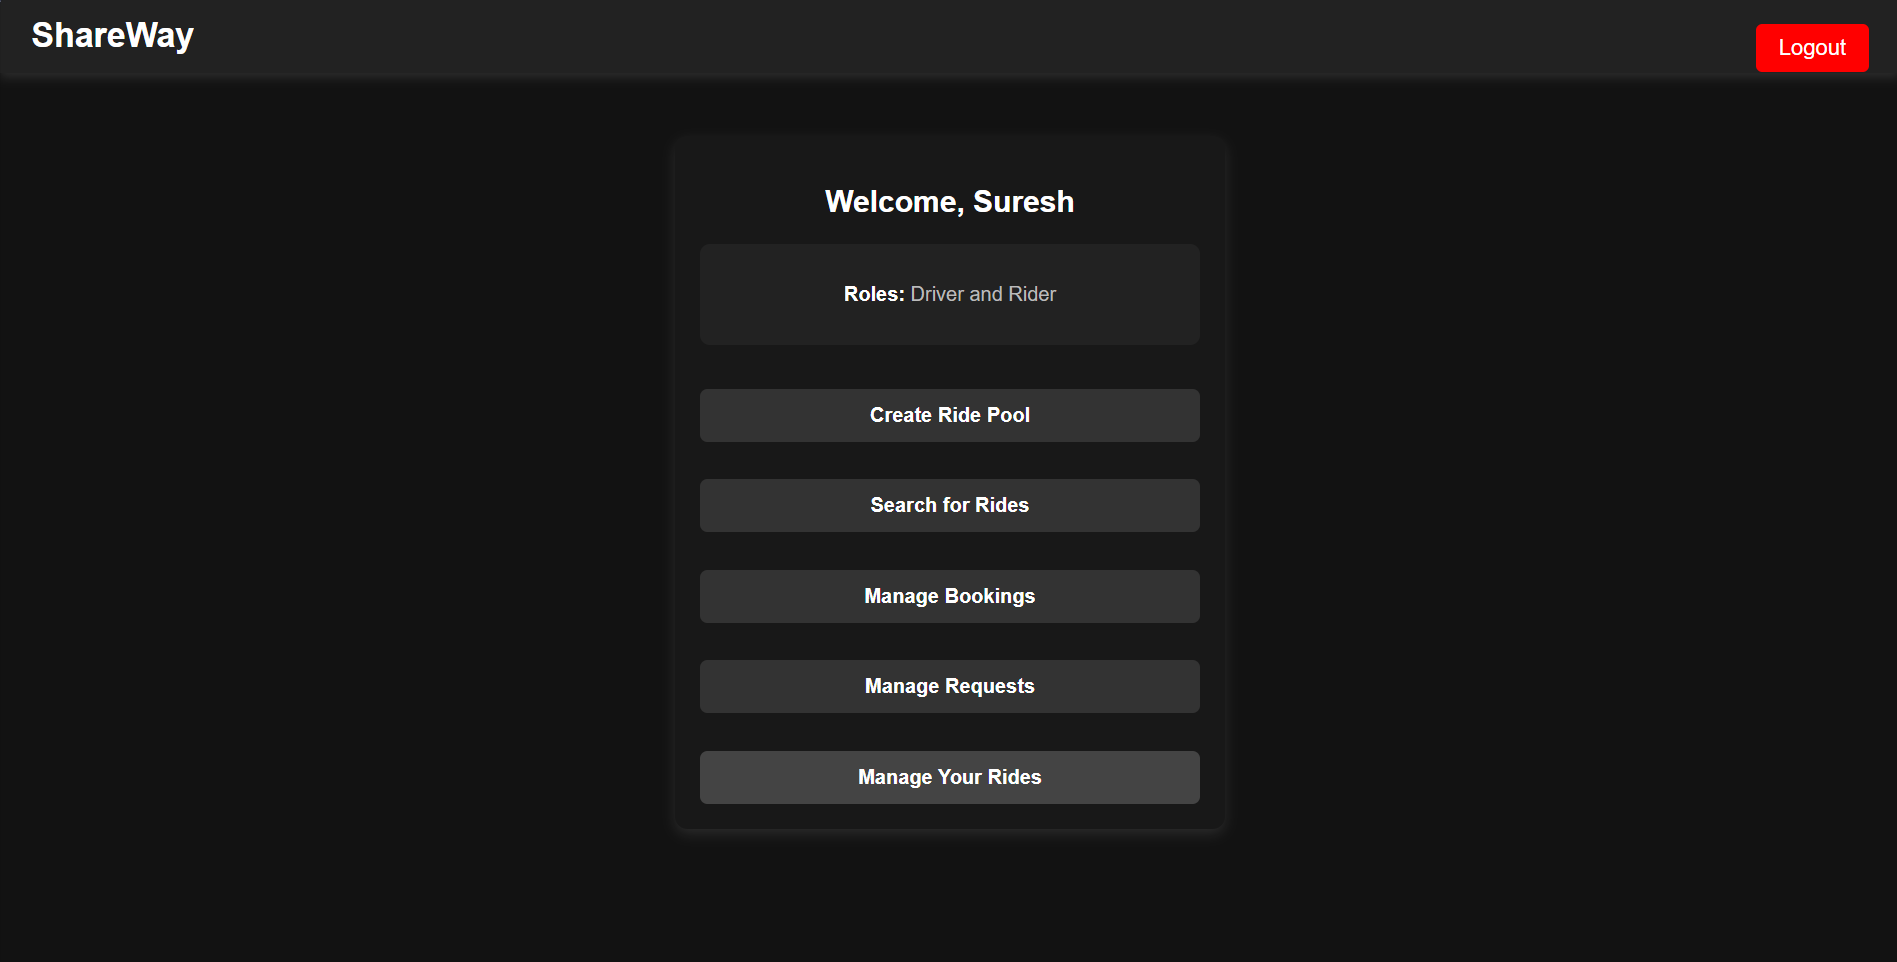 ShareWay
Logout
Welcome, Suresh
Roles: Driver and Rider
Create Ride Pool
Search for Rides
Manage Bookings
Manage Requests
Manage Your Rides